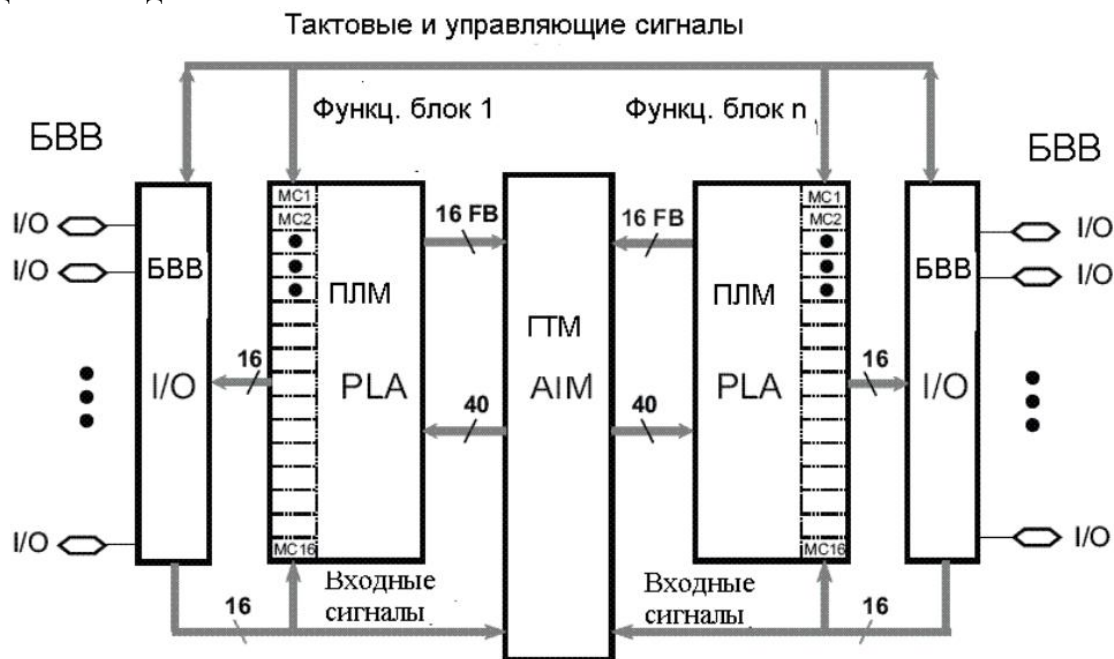 Тактовые и управляющие сигналы
Функц. блок 1
Функц. блок n
БВВ
БВВ
MC1
MC1
I/O
16 FB
16 FB
I/O
MC2
MC2
I/O
БВВ
БВВ
I/O
ПЛМ
ПЛМ
ГТМ
16
16
I/O
PLA
AIM
PLA
I/O
40
40
I/O
MC16
MC16
I/O
Входные
сигналы
Входные
сигналы
16
16